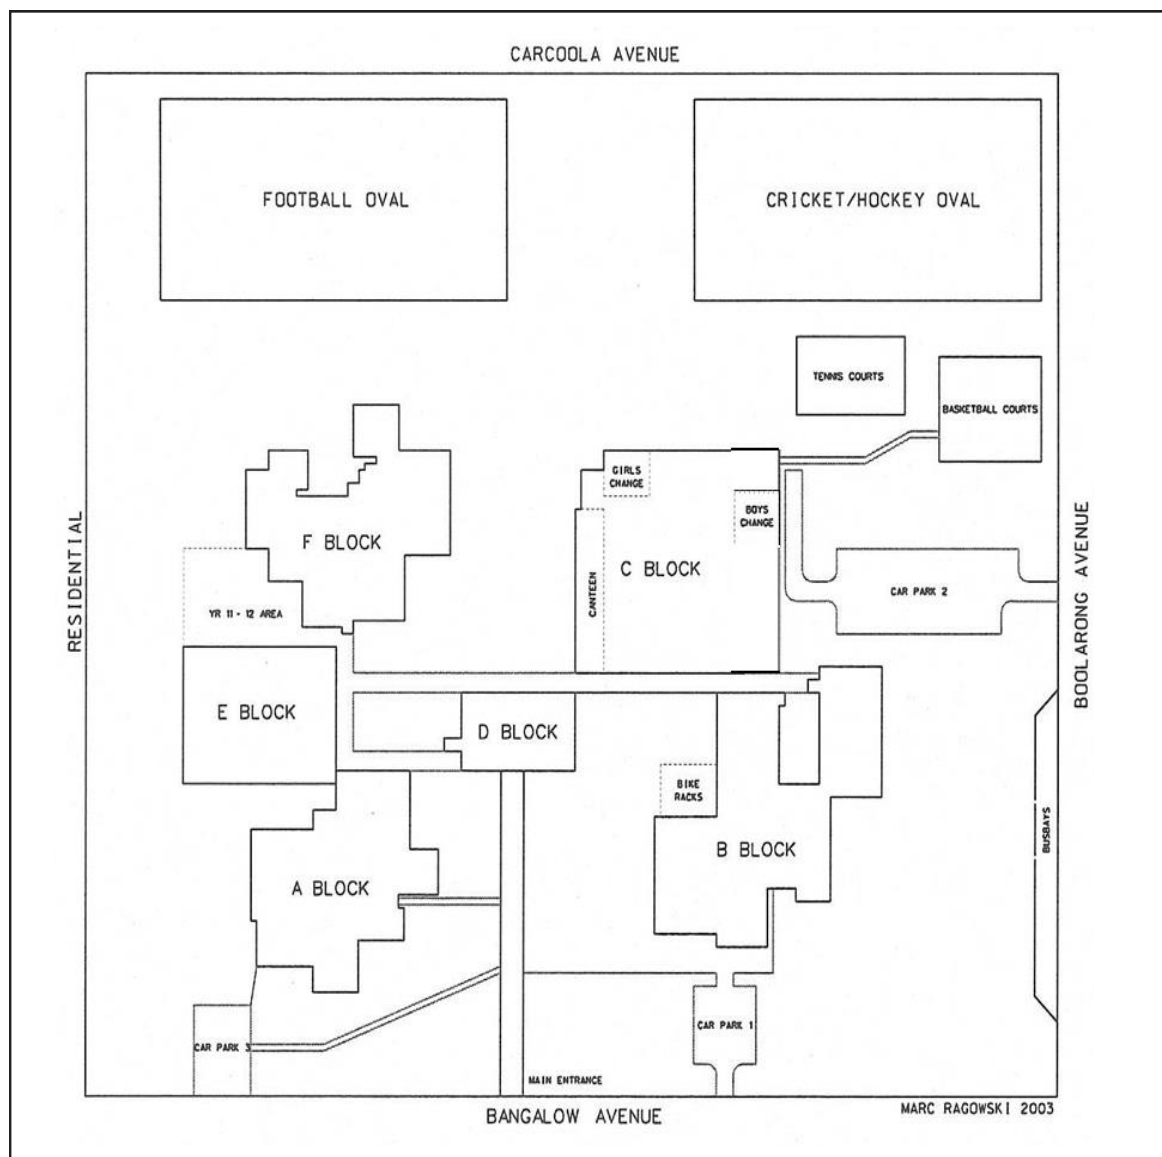 CARCOOLA AVENUE
FOOTBALL OVAL
CRICKET/HOCKEY OVAL
TENNIS COURTS
BASKETBALL COURTS
GIRLS
CHANGE
BOYS
CHANGE
F BLOCK
C BLOCK
CANTEEN
CAR PARK 2
RESIDENTIAL
BOOLARONG AVENUE
YR 11 - 12 AREA
E BLOCK
D BLOCK
BIKE
RACKS
B BLOCK
BUSBAYS
A BLOCK
CAR PARK 3
CAR PARK 1
MAIN ENTRANCE
BANGALOW AVENUE
MARC RAGOWSKI 2003